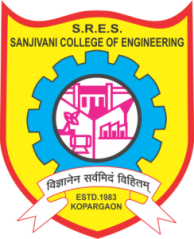 S.R.E.S.
SANJIVANI COLLEGE OF ENGINEERING
विज्ञानेन सर्वमिदं विहितम्
ESTD.1983
KOPARGAON